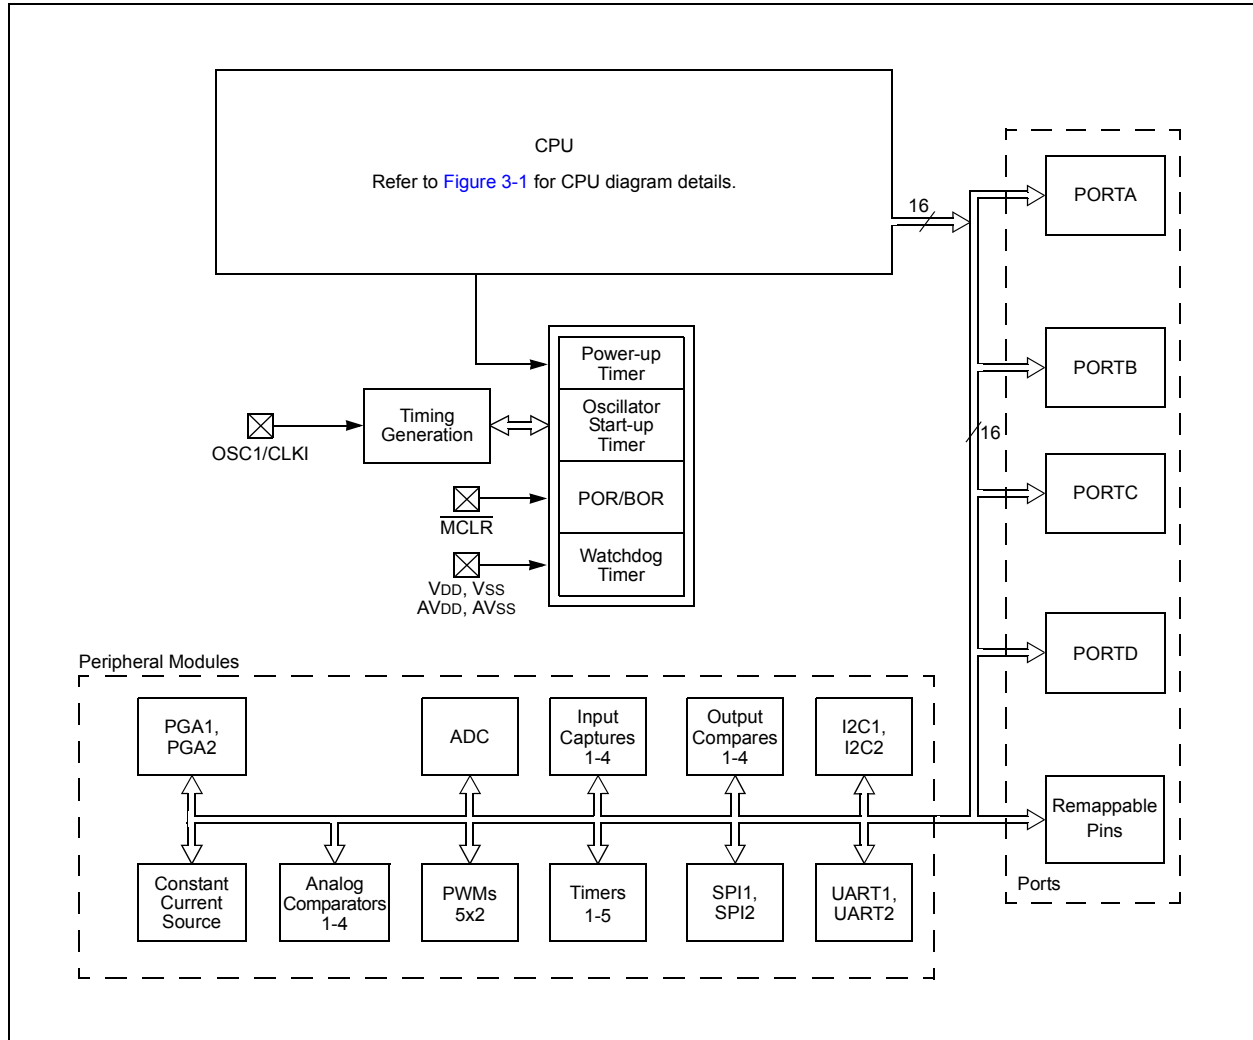 CPU
Refer to Figure 3-1 for CPU diagram details.
16
PORTA
Power-up
Timer
PORTB
Timing
Generation
Oscillator
Start-up
Timer
OSC1/CLKI
16
POR/BOR
PORTC
MCLR
Watchdog
Timer
VDD, VSS
AVDD, AVSS
PORTD
Peripheral Modules
PGA1,
PGA2
ADC
Input
Captures
1-4
Output
Compares
1-4
I2C1,
I2C2
Remappable
Pins
Constant
Current
Source
Analog
Comparators
1-4
PWMs
5x2
Timers
1-5
SPI1,
SPI2
UART1,
UART2
Ports